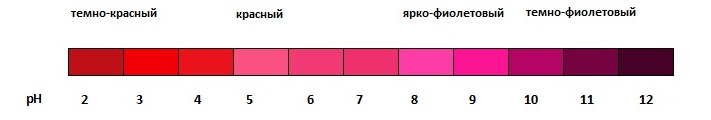 темно-красный красный ярко-фиолетовый темно-фиолетовый
pH 2 3 4 5 6 7 8 9 10 11 12